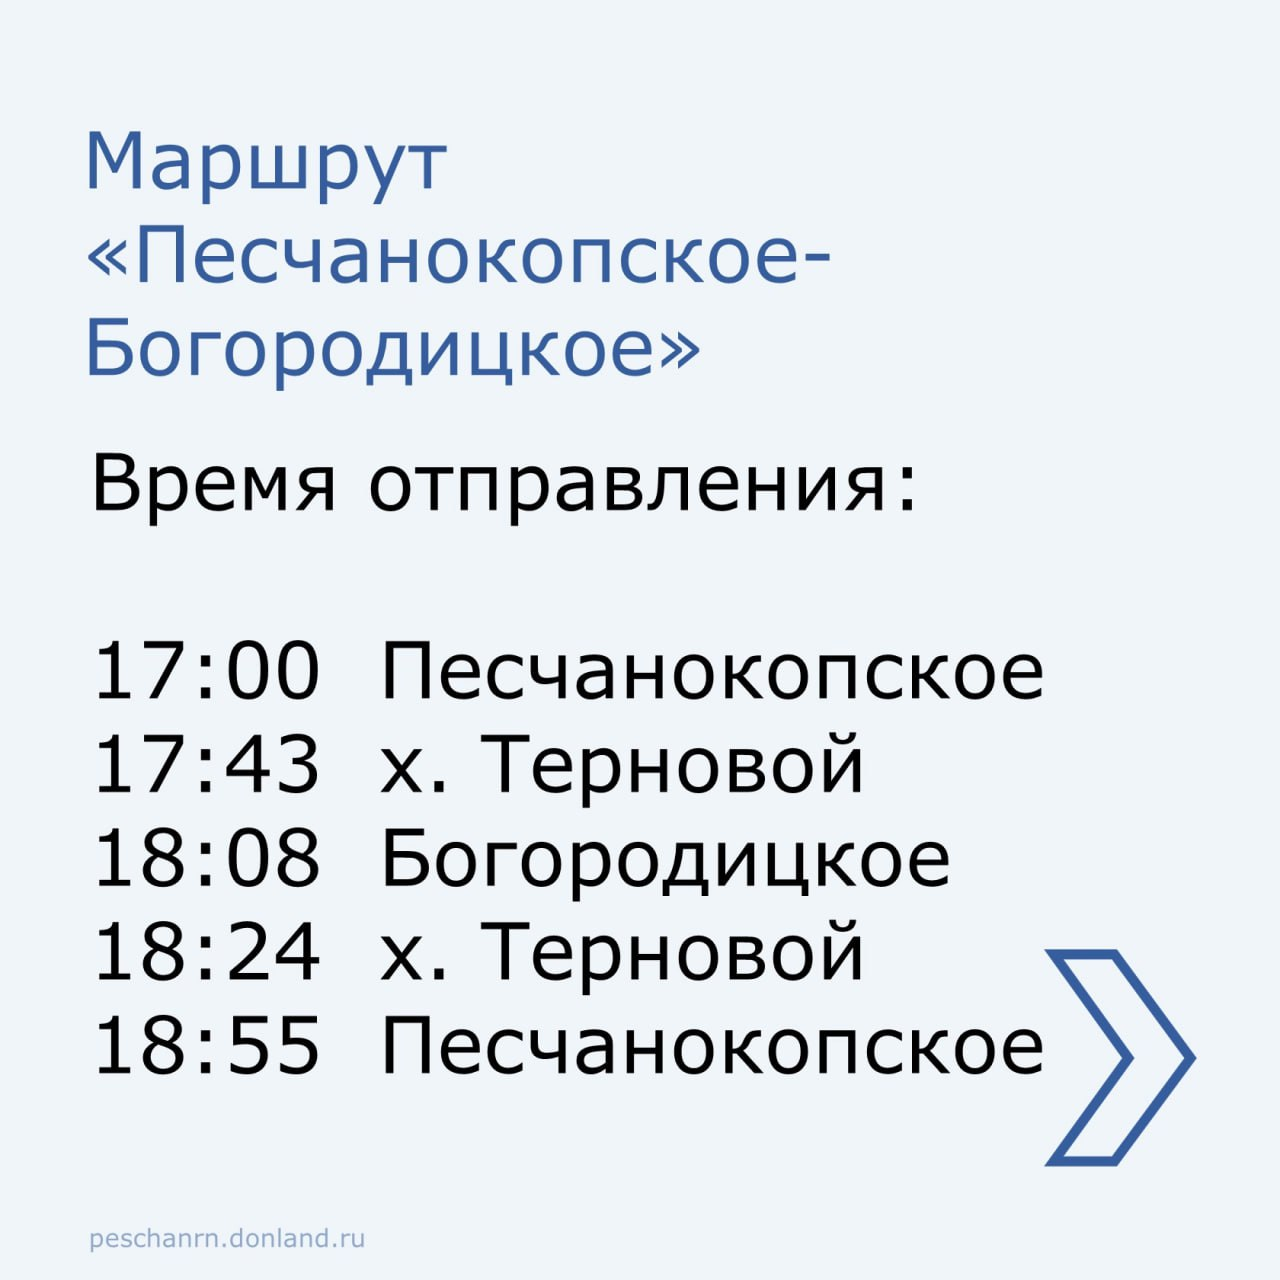 Маршрут
«Песчанокопское-
Богородицкое»
Время отправления:
17:00 Песчанокопское
17:43 х. Терновой
18:08 Богородицкое
18:24 х. Терновой
18:55 Песчанокопское
peschanrn.donland.ru